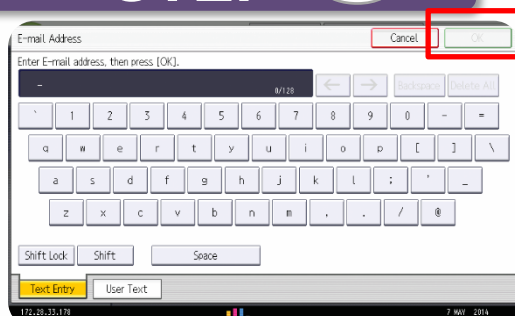 E-mail Address Cancel OK
Enter E-mail address, then press [OK].
_ 0/128 ← → Backspace Delete All
` 1 2 3 4 5 6 7 8 9 0 - =
q w e r t y u i o p [ ] \
a s d f g h j k l ; ' _
z x c v b n m , . / @
Shift Lock Shift Space
Text Entry User Text
172.28.33.178 7 MAY 2014